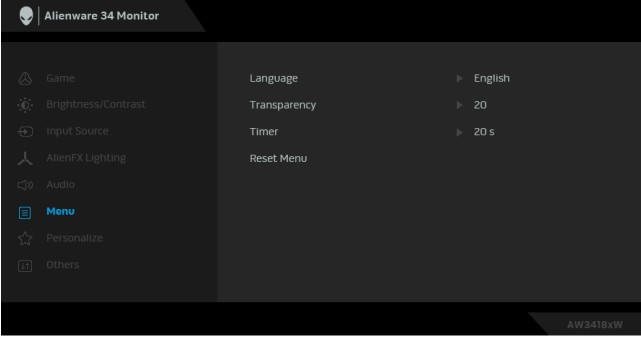 Alienware 34 Monitor
Game
Brightness/Contrast
Input Source
AlienFX Lighting
Audio
Menu
Personalize
Others
Language English
Transparency 20
Timer 20 s
Reset Menu
AW3418xW